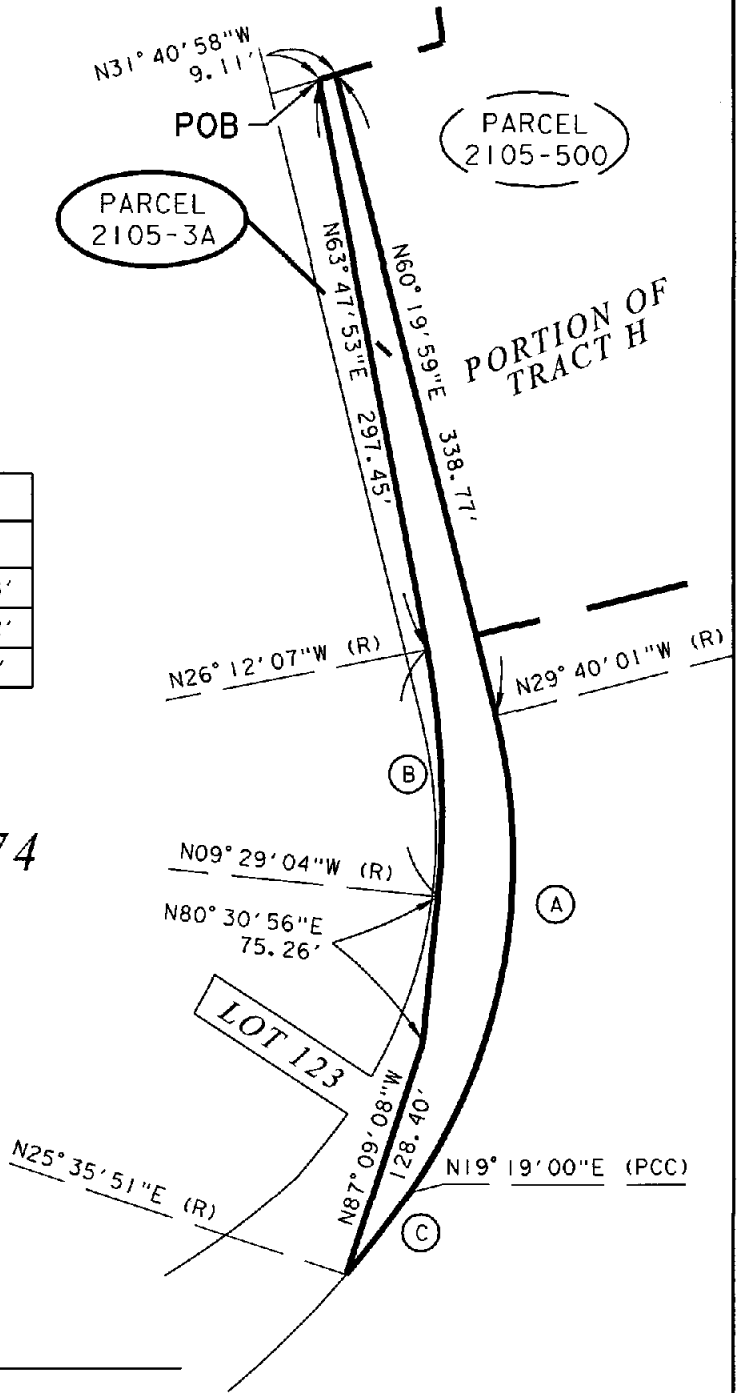 N31°40'58"W
9.11'
POB
PARCEL
2105-500
PARCEL
2105-3A
N63°47'53"E 297.45'
N60°19'59"E 338.77'
PORTION OF
TRACT H
N26°12'07"W (R)
N29°40'01"W (R)
B
74
N09°29'04"W (R)
A
N80°30'56"E
75.26'
LOT 123
N87°09'08"W
128.40'
N25°35'51"E (R)
N19°19'00"E (PCC)
C